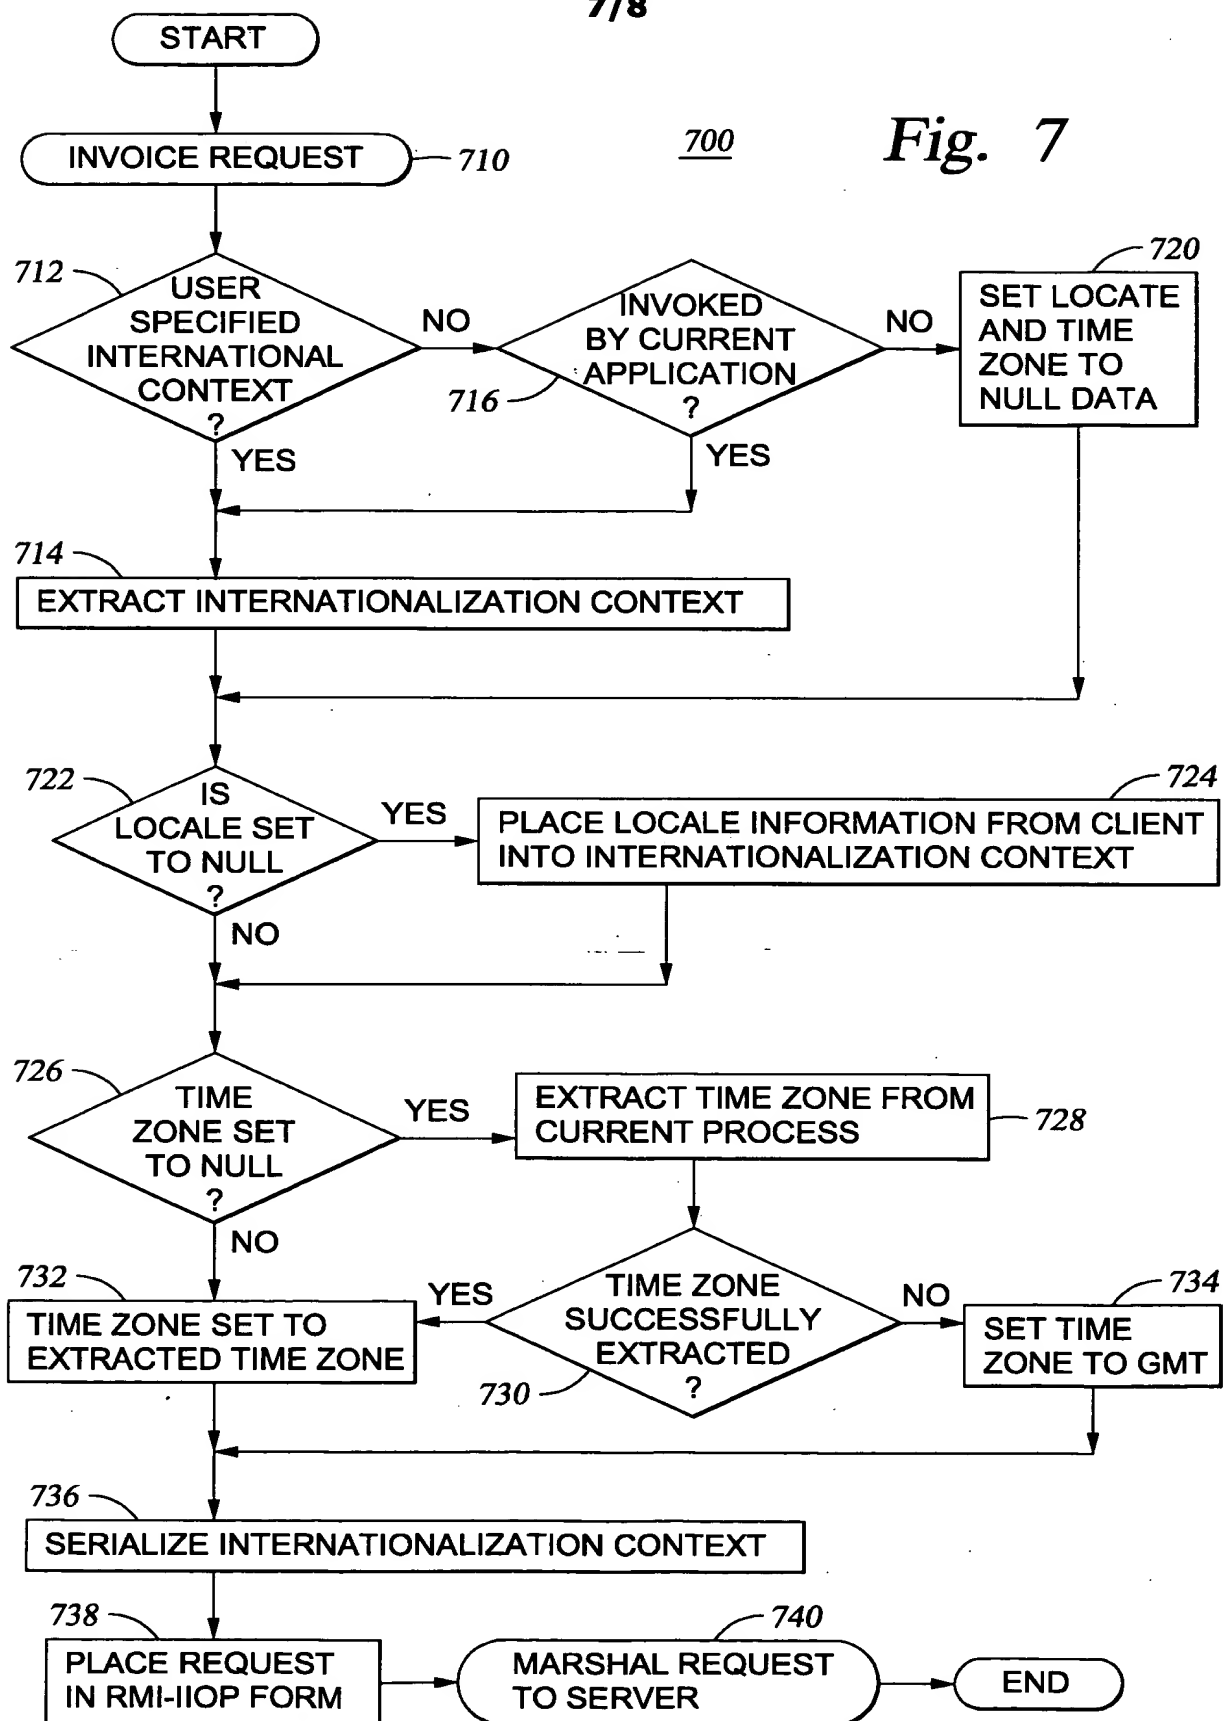 7/8
START
INVOICE REQUEST
710
700
Fig. 7
712
USER
SPECIFIED
INTERNATIONAL
CONTEXT
?
NO
YES
INVOKED
BY CURRENT
APPLICATION
?
716
NO
YES
720
SET LOCATE
AND TIME
ZONE TO
NULL DATA
714
EXTRACT INTERNATIONALIZATION CONTEXT
722
IS
LOCALE SET
TO NULL
?
YES
NO
724
PLACE LOCALE INFORMATION FROM CLIENT
INTO INTERNATIONALIZATION CONTEXT
726
TIME
ZONE SET
TO NULL
?
YES
NO
EXTRACT TIME ZONE FROM
CURRENT PROCESS
728
732
TIME ZONE SET TO
EXTRACTED TIME ZONE
YES
TIME ZONE
SUCCESSFULLY
EXTRACTED
?
730
NO
734
SET TIME
ZONE TO GMT
736
SERIALIZE INTERNATIONALIZATION CONTEXT
738
PLACE REQUEST
IN RMI-IIOP FORM
740
MARSHAL REQUEST
TO SERVER
END